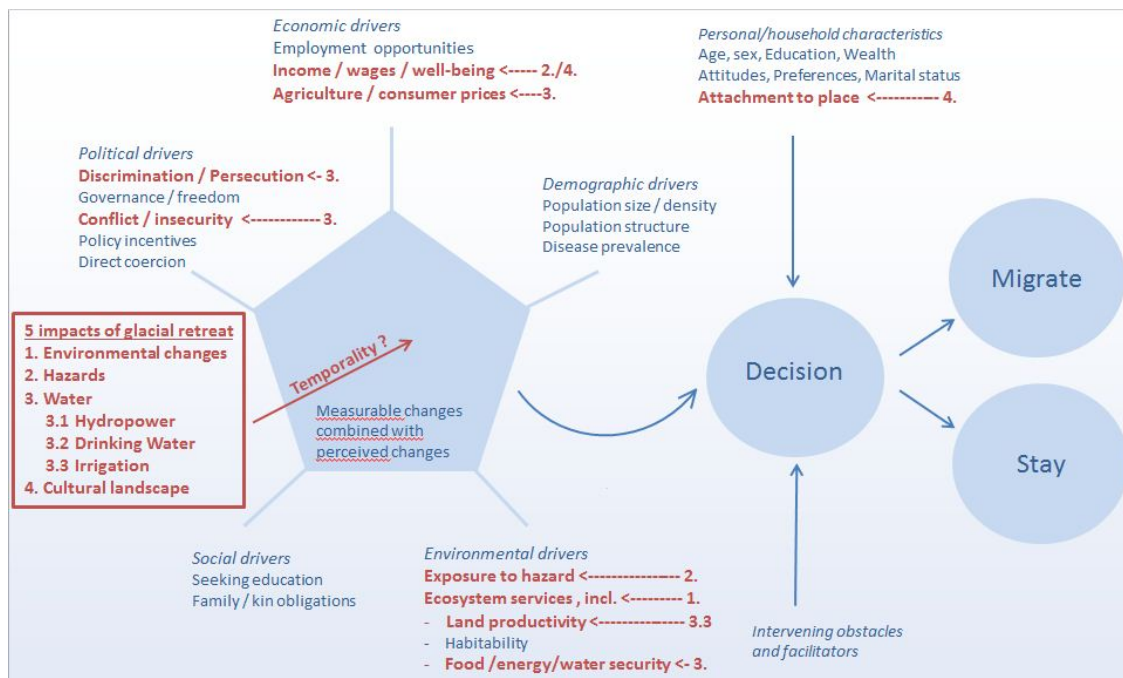 Economic drivers
Employment opportunities
Income / wages / well-being <----- 2./4.
Agriculture / consumer prices <----3.
Personal/household characteristics
Age, sex, Education, Wealth
Attitudes, Preferences, Marital status
Attachment to place <----------- 4.
Political drivers
Discrimination / Persecution <- 3.
Governance / freedom
Conflict / insecurity <------------ 3.
Policy incentives
Direct coercion
Demographic drivers
Population size / density
Population structure
Disease prevalence
5 impacts of glacial retreat
1. Environmental changes
2. Hazards
3. Water
3.1 Hydropower
3.2 Drinking Water
3.3 Irrigation
4. Cultural landscape
Temporality ?
Measurable changes
combined with
perceived changes
Decision
Migrate
Stay
Social drivers
Seeking education
Family / kin obligations
Environmental drivers
Exposure to hazard <---------------- 2.
Ecosystem services , incl. <--------- 1.
- Land productivity <-------------- 3.3
- Habitability
- Food /energy/water security <- 3.
Intervening obstacles
and facilitators